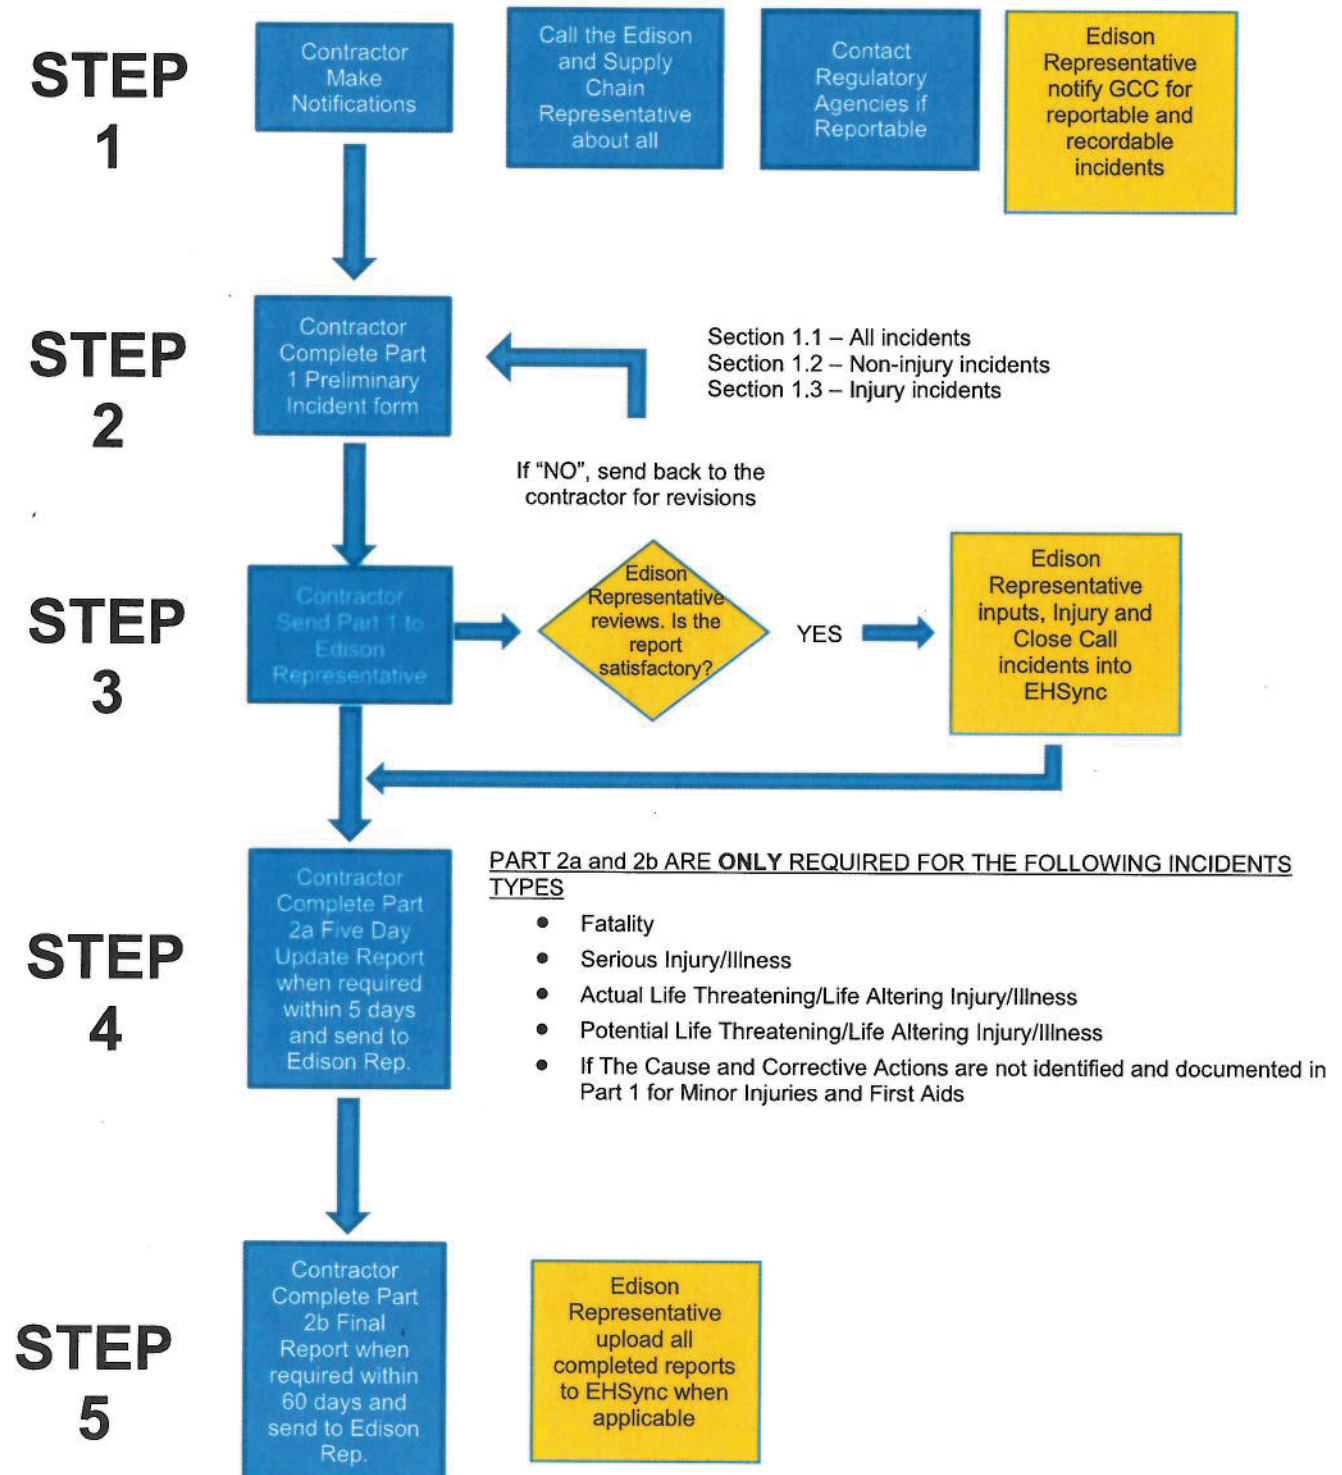 STEP
1
Contractor
Make
Notifications
Call the Edison
and Supply
Chain
Representative
about all
Contact
Regulatory
Agencies if
Reportable
Edison
Representative
notify GCC for
reportable and
recordable
incidents
STEP
2
Contractor
Complete Part
1 Preliminary
Incident form
Section 1.1 – All incidents
Section 1.2 – Non-injury incidents
Section 1.3 – Injury incidents
If “NO”, send back to the
contractor for revisions
STEP
3
Contractor
Send Part 1 to
Edison
Representative
Edison
Representative
reviews. Is the
report
satisfactory?
YES
Edison
Representative
inputs, Injury and
Close Call
incidents into
EHSync
STEP
4
Contractor
Complete Part
2a Five Day
Update Report
when required
within 5 days
and send to
Edison Rep.
PART 2a and 2b ARE ONLY REQUIRED FOR THE FOLLOWING INCIDENTS
TYPES
• Fatality
• Serious Injury/Illness
• Actual Life Threatening/Life Altering Injury/Illness
• Potential Life Threatening/Life Altering Injury/Illness
• If The Cause and Corrective Actions are not identified and documented in
Part 1 for Minor Injuries and First Aids
STEP
5
Contractor
Complete Part
2b Final
Report when
required within
60 days and
send to Edison
Rep.
Edison
Representative
upload all
completed reports
to EHSync when
applicable